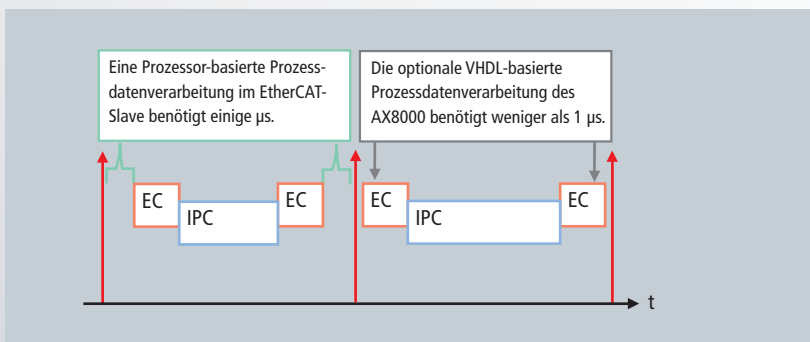 Eine Prozessor-basierte Prozess-
datenverarbeitung im EtherCAT-
Slave benötigt einige µs.
Die optionale VHDL-basierte
Prozessdatenverarbeitung des
AX8000 benötigt weniger als 1 µs.
EC
IPC
EC
EC
IPC
EC
t